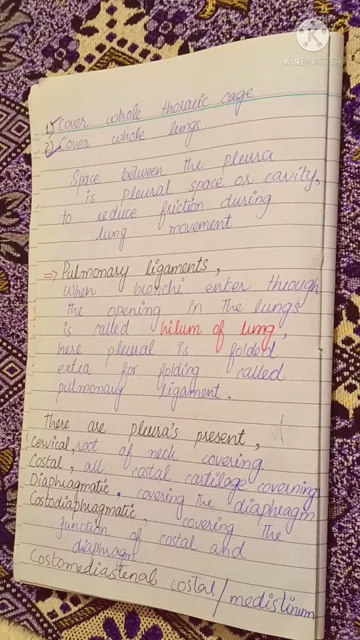 KINEMASTER
1) Cover whole thoracic cage
2) Cover whole lungs
Space between the pleura
is pleural space or cavity,
to reduce friction during
lung movement
⇒ Pulmonary ligaments,
When bronchi enter through
the opening in the lungs
is called hilum of lung,
here pleural is folded
extra for folding called
pulmonary ligament.
There are pleura's present,
Cervical, root of neck covering
Costal, all costal cartilage coverning
Diaphragmatic. covering the diaphragm
Costodiaphragmatic, covering the
function of costal and
diaphragm
Costomediastenal costal/medistinum